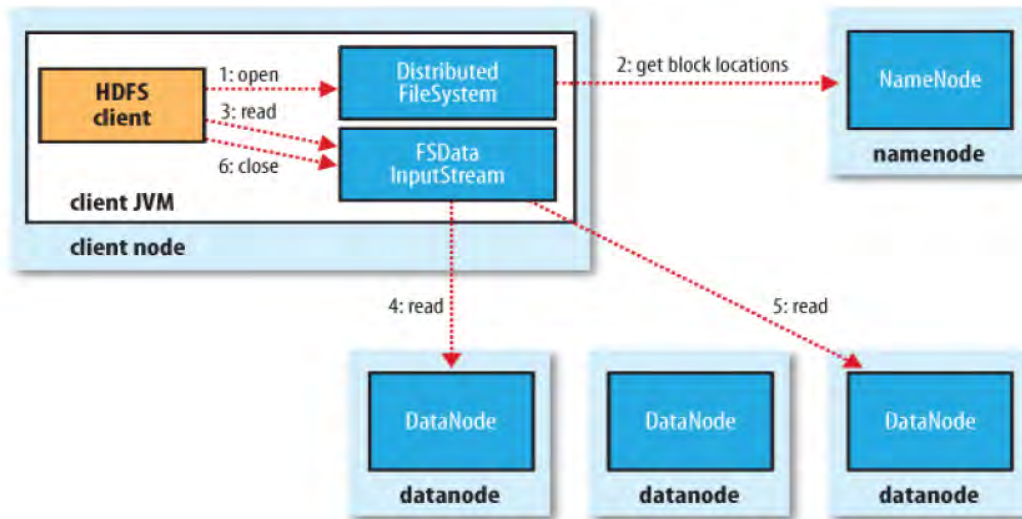 1: open
Distributed
FileSystem
2: get block locations
NameNode
HDFS
client
3: read
namenode
FSData
InputStream
6: close
client JVM
client node
4: read
5: read
DataNode
DataNode
DataNode
datanode
datanode
datanode